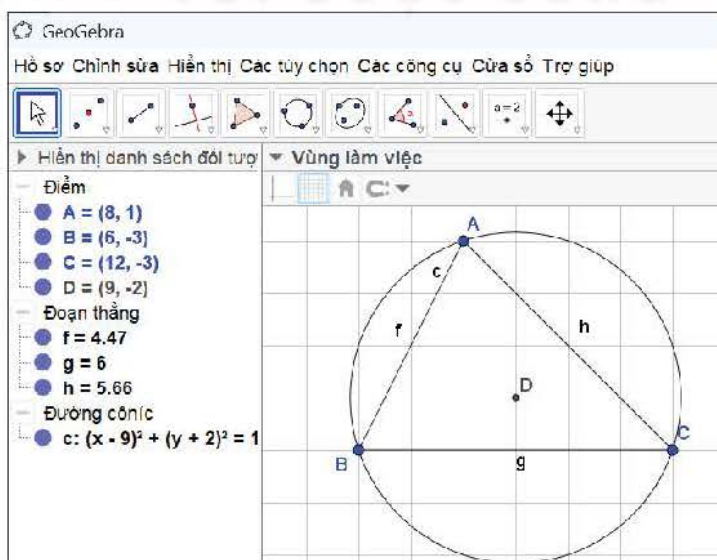 GeoGebra
Hồ sơ Chỉnh sửa Hiển thị Các tùy chọn Các công cụ Cửa sổ Trợ giúp
a = 2
Hiển thị danh sách đối tượ
Vùng làm việc
Điểm
A = (8, 1)
B = (6, -3)
C = (12, -3)
D = (9, -2)
Đoạn thẳng
f = 4.47
g = 6
h = 5.66
Đường cônic
c: (x - 9)² + (y + 2)² = 1
A
c
f
h
D
B
g
C